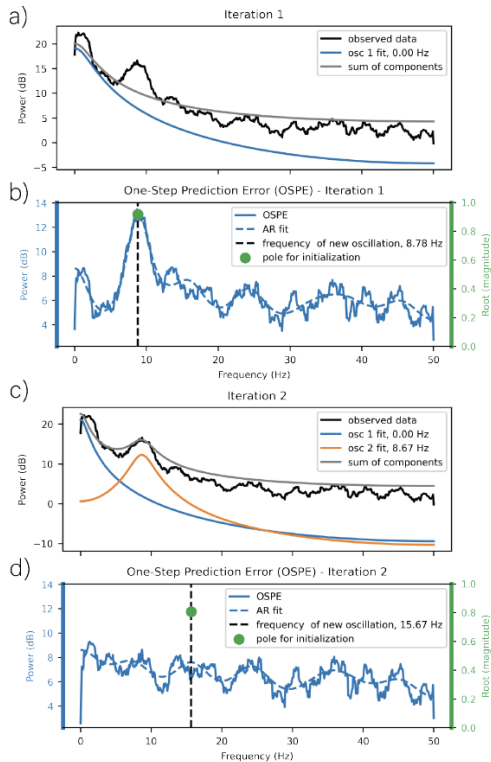 a)
Iteration 1
observed data
osc 1 fit, 0.00 Hz
sum of components
Power (dB)
20
15
10
5
0
−5
b)
One-Step Prediction Error (OSPE) - Iteration 1
OSPE
AR fit
frequency of new oscillation, 8.78 Hz
pole for initialization
Power (dB)
14
12
10
8
6
4
Root (magnitude)
1.0
0.8
0.6
0.4
0.2
0.0
0 10 20 30 40 50
Frequency (Hz)
c)
Iteration 2
observed data
osc 1 fit, 0.00 Hz
osc 2 fit, 8.67 Hz
sum of components
Power (dB)
20
10
0
−10
d)
One-Step Prediction Error (OSPE) - Iteration 2
OSPE
AR fit
frequency of new oscillation, 15.67 Hz
pole for initialization
Power (dB)
14
12
10
8
6
4
Root (magnitude)
1.0
0.8
0.6
0.4
0.2
0.0
0 10 20 30 40 50
Frequency (Hz)